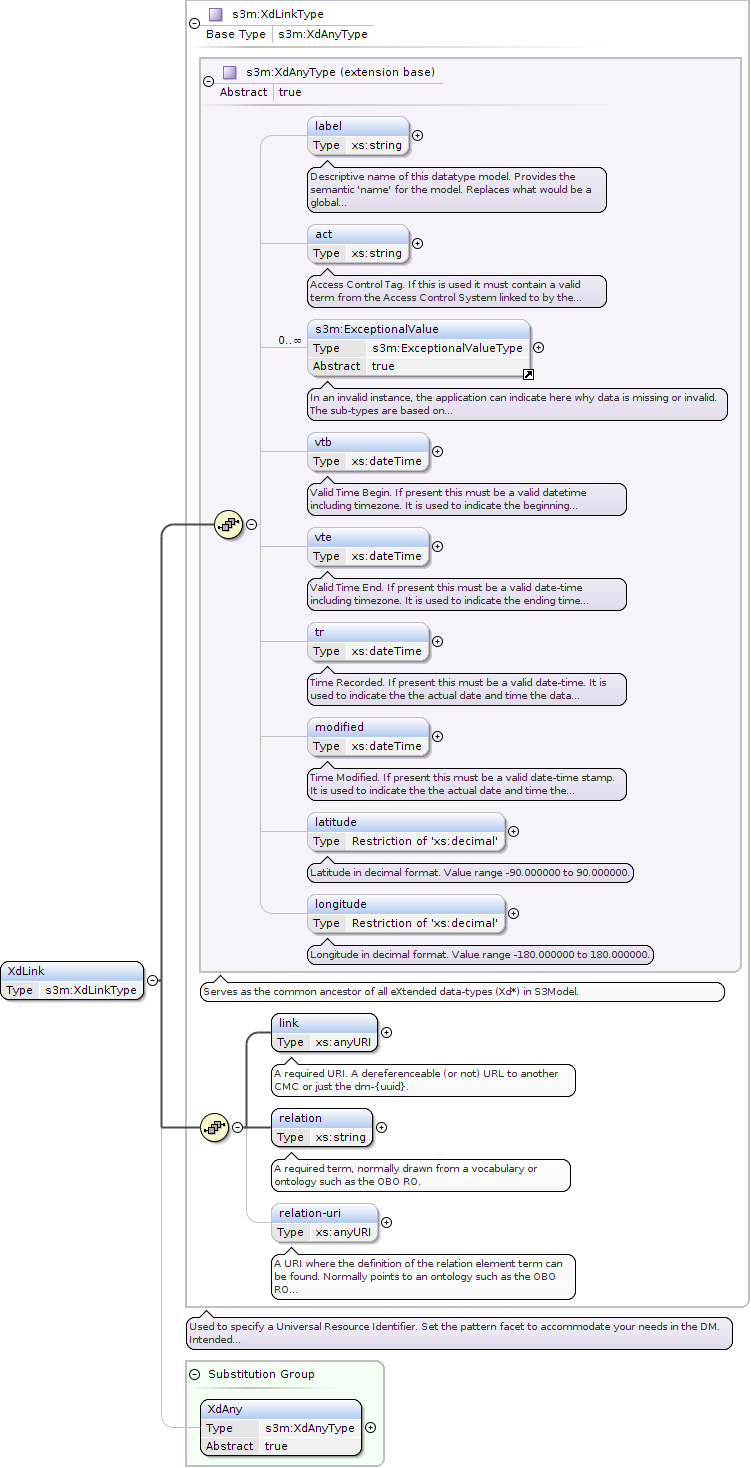 s3m:XdLinkType
Base Type s3m:XdAnyType
s3m:XdAnyType (extension base)
Abstract true
label
Type xs:string
Descriptive name of this datatype model. Provides the
semantic 'name' for the model. Replaces what would be a
global...
act
Type xs:string
Access Control Tag. If this is used it must contain a valid
term from the Access Control System linked to by the...
0..∞
s3m:ExceptionalValue
Type s3m:ExceptionalValueType
Abstract true
In an invalid instance, the application can indicate here why data is missing or invalid.
The sub-types are based on...
vtb
Type xs:dateTime
Valid Time Begin. If present this must be a valid datetime
including timezone. It is used to indicate the beginning...
vte
Type xs:dateTime
Valid Time End. If present this must be a valid date-time
including timezone. It is used to indicate the ending time...
tr
Type xs:dateTime
Time Recorded. If present this must be a valid date-time. It is
used to indicate the the actual date and time the data...
modified
Type xs:dateTime
Time Modified. If present this must be a valid date-time stamp.
It is used to indicate the the actual date and time the...
latitude
Type Restriction of 'xs:decimal'
Latitude in decimal format. Value range -90.000000 to 90.000000.
longitude
Type Restriction of 'xs:decimal'
Longitude in decimal format. Value range -180.000000 to 180.000000.
XdLink
Type s3m:XdLinkType
Serves as the common ancestor of all eXtended data-types (Xd*) in S3Model.
link
Type xs:anyURI
A required URI. A dereferenceable (or not) URL to another
CMC or just the dm-{uuid}.
relation
Type xs:string
A required term, normally drawn from a vocabulary or
ontology such as the OBO RO.
relation-uri
Type xs:anyURI
A URI where the definition of the relation element term can
be found. Normally points to an ontology such as the OBO
RO...
Used to specify a Universal Resource Identifier. Set the pattern facet to accommodate your needs in the DM.
Intended...
Substitution Group
XdAny
Type s3m:XdAnyType
Abstract true